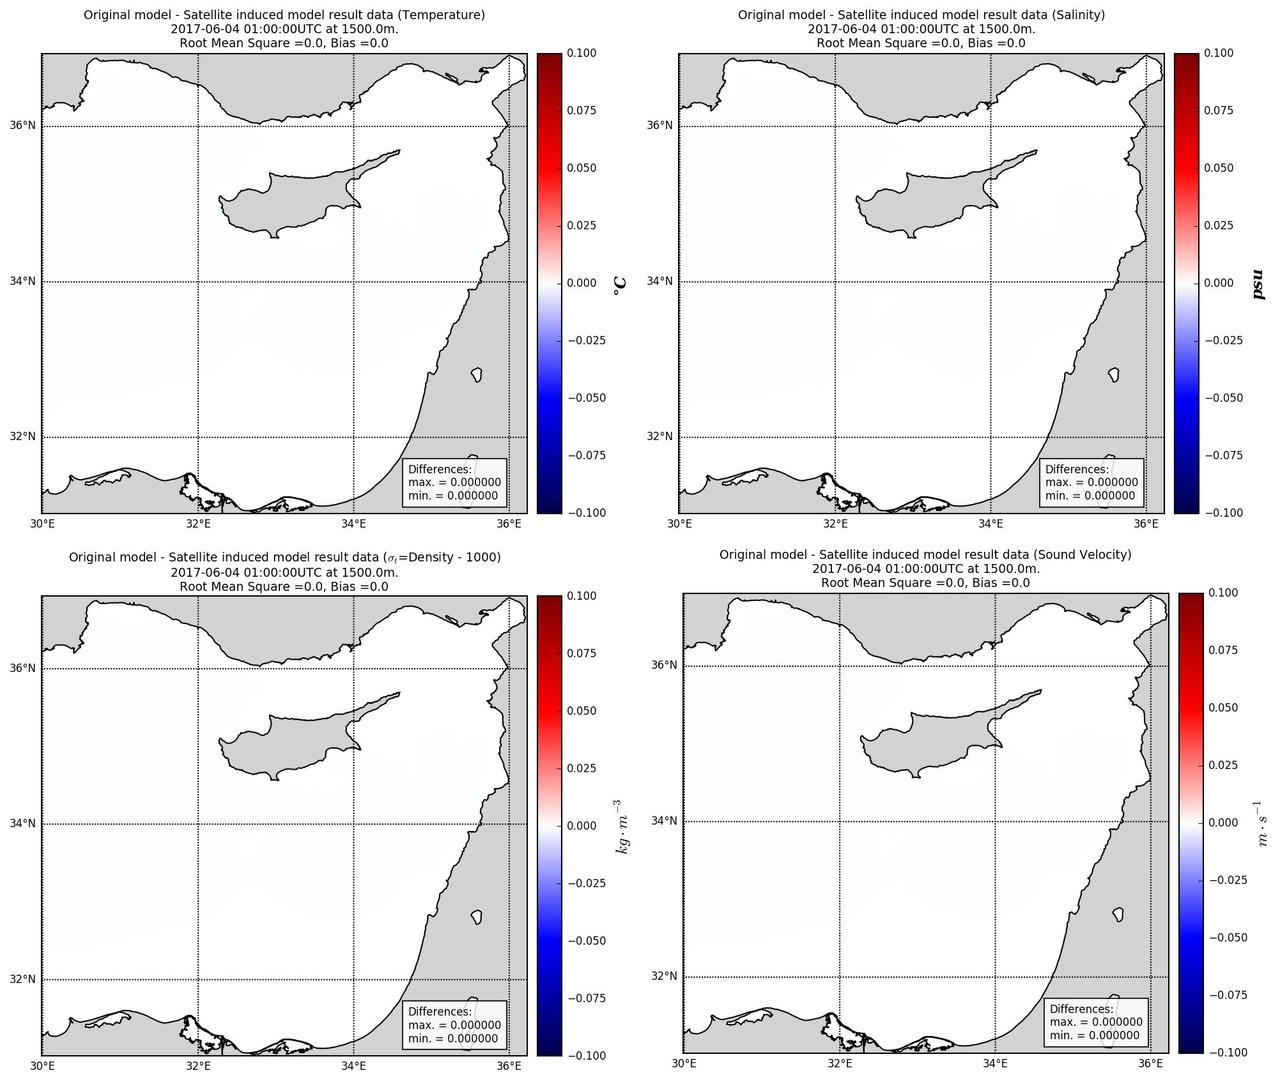 Original model - Satellite induced model result data (Temperature)
2017-06-04 01:00:00UTC at 1500.0m.
Root Mean Square =0.0, Bias =0.0
36°N
34°N
32°N
30°E
32°E
34°E
36°E
Differences:
max. = 0.000000
min. = 0.000000
0.100
0.075
0.050
0.025
0.000
−0.025
−0.050
−0.075
−0.100
°C
Original model - Satellite induced model result data (Salinity)
2017-06-04 01:00:00UTC at 1500.0m.
Root Mean Square =0.0, Bias =0.0
36°N
34°N
32°N
30°E
32°E
34°E
36°E
Differences:
max. = 0.000000
min. = 0.000000
0.100
0.075
0.050
0.025
0.000
−0.025
−0.050
−0.075
−0.100
psu
Original model - Satellite induced model result data (σₜ=Density - 1000)
2017-06-04 01:00:00UTC at 1500.0m.
Root Mean Square =0.0, Bias =0.0
36°N
34°N
32°N
30°E
32°E
34°E
36°E
Differences:
max. = 0.000000
min. = 0.000000
0.100
0.075
0.050
0.025
0.000
−0.025
−0.050
−0.075
−0.100
kg · m⁻³
Original model - Satellite induced model result data (Sound Velocity)
2017-06-04 01:00:00UTC at 1500.0m.
Root Mean Square =0.0, Bias =0.0
36°N
34°N
32°N
30°E
32°E
34°E
36°E
Differences:
max. = 0.000000
min. = 0.000000
0.100
0.075
0.050
0.025
0.000
−0.025
−0.050
−0.075
−0.100
m · s⁻¹